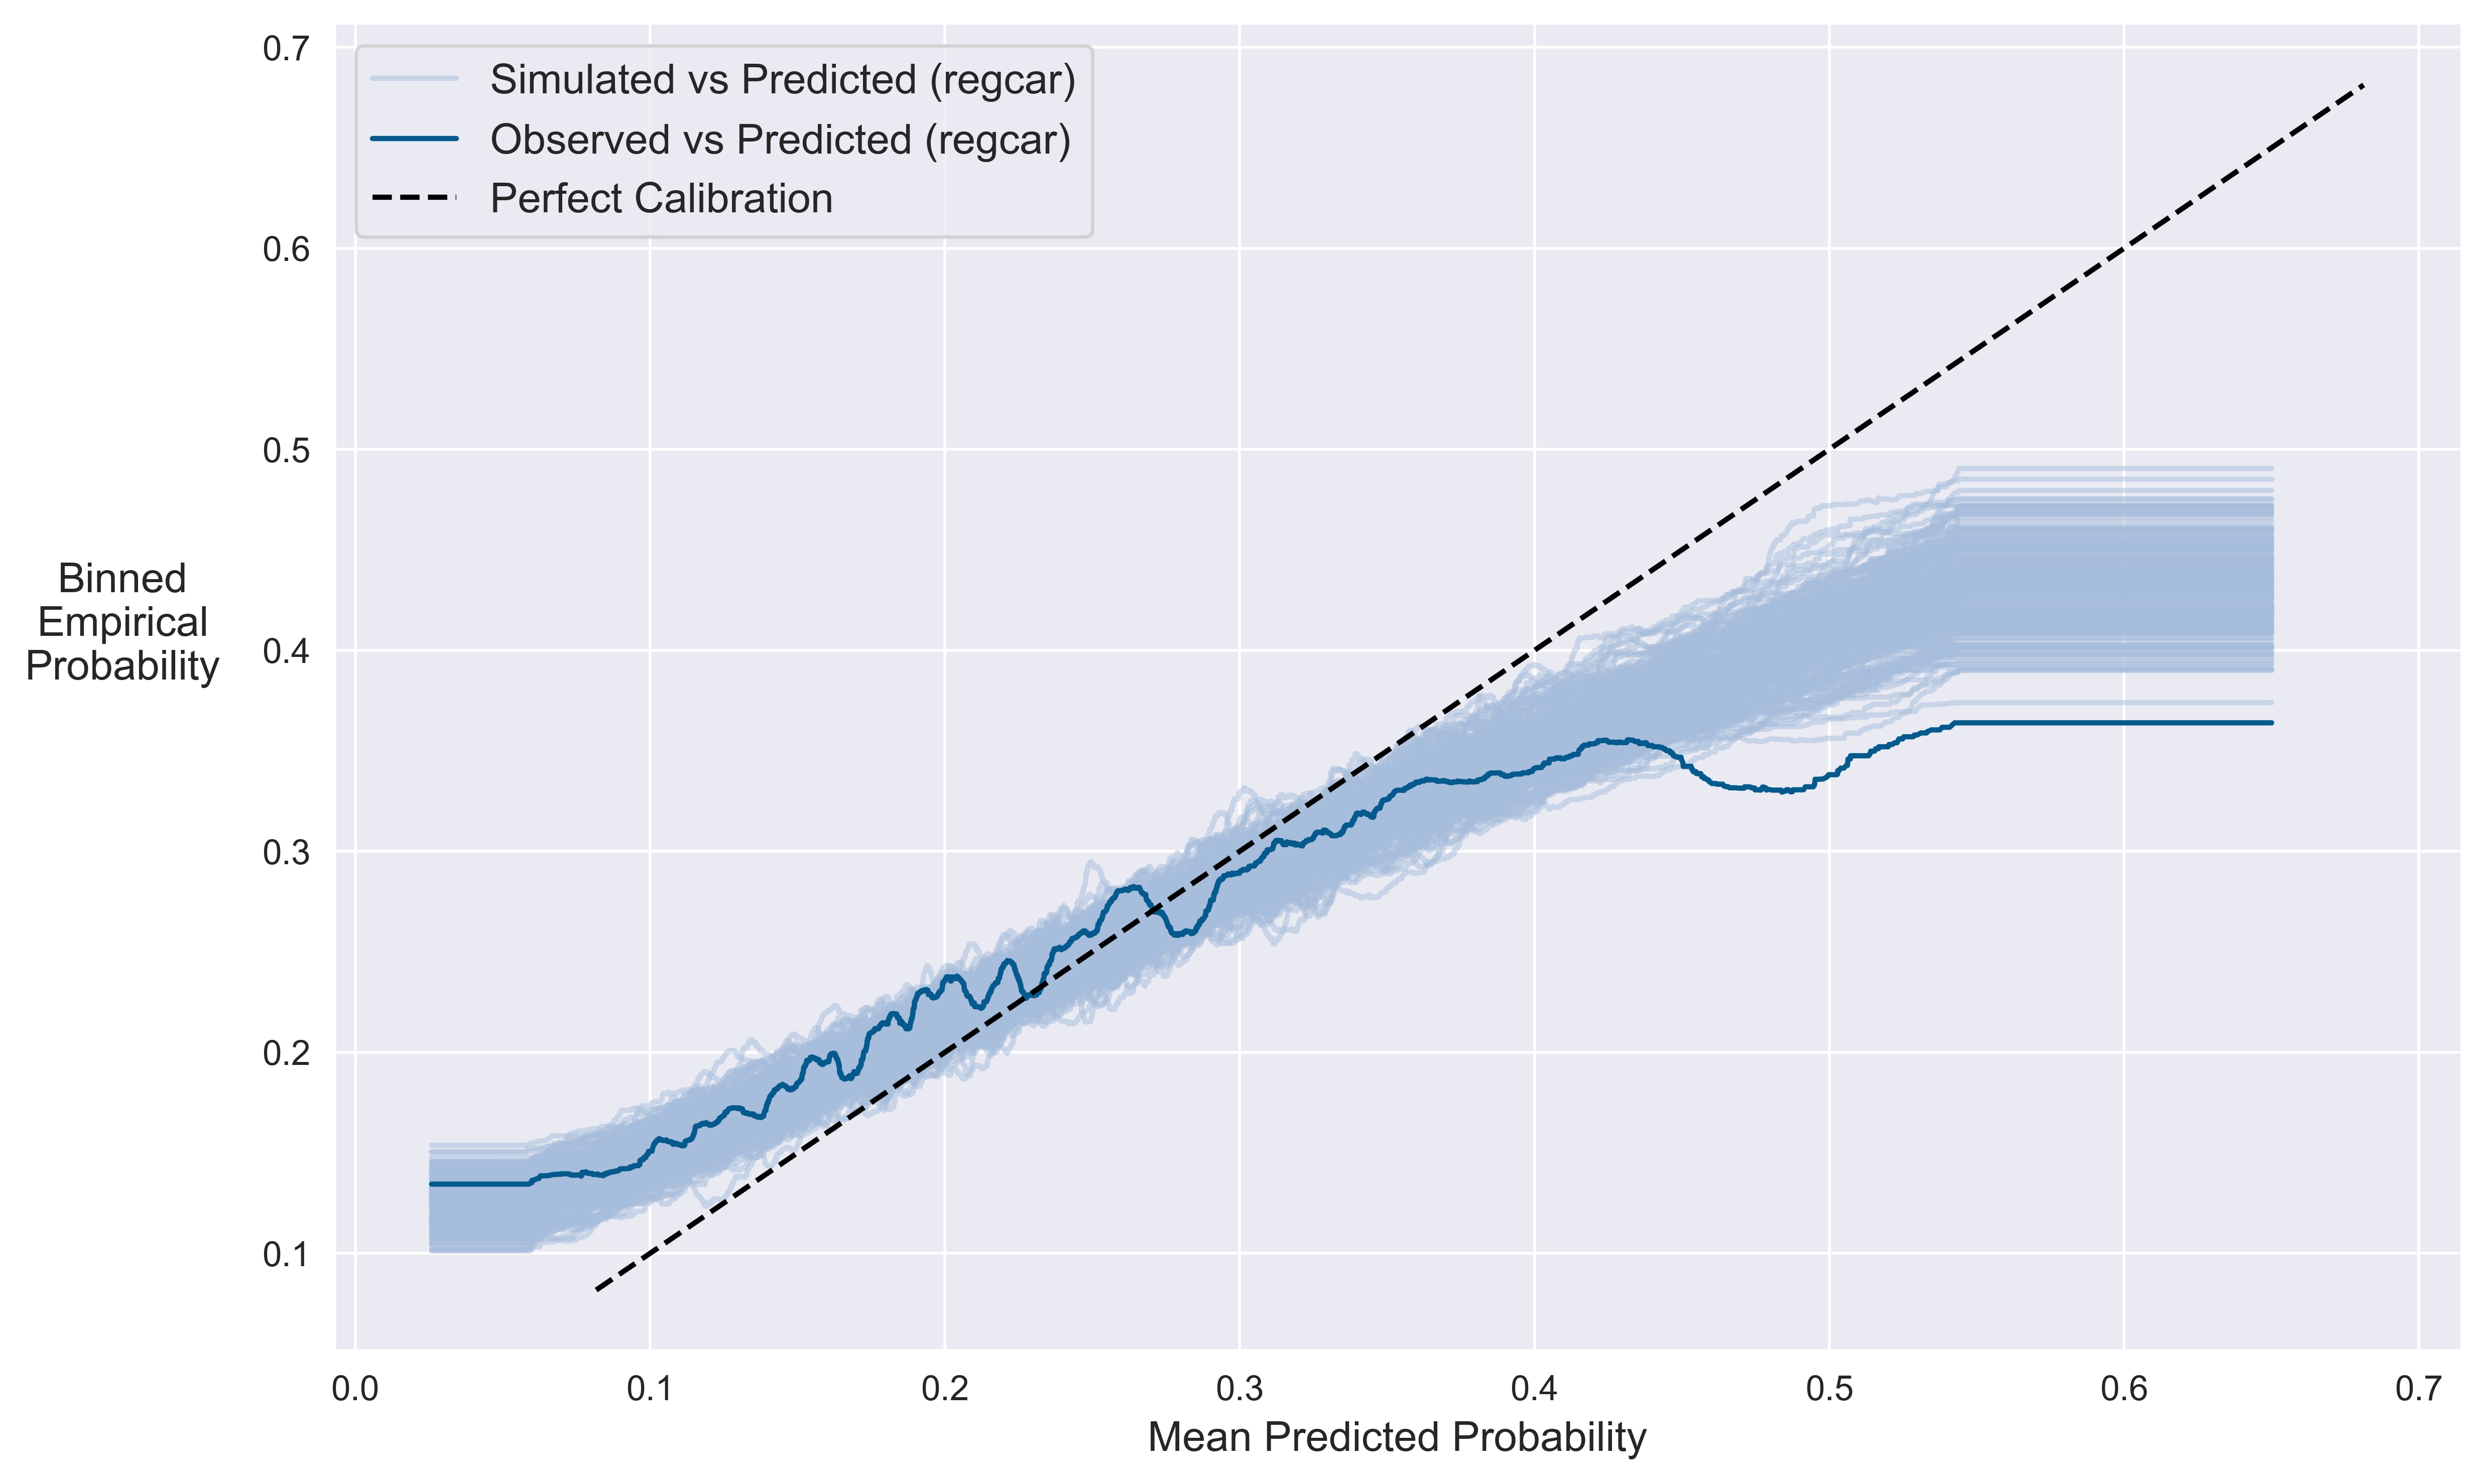 Simulated vs Predicted (regcar)
Observed vs Predicted (regcar)
Perfect Calibration
Binned
Empirical
Probability
0.7
0.6
0.5
0.4
0.3
0.2
0.1
0.0 0.1 0.2 0.3 0.4 0.5 0.6 0.7
Mean Predicted Probability